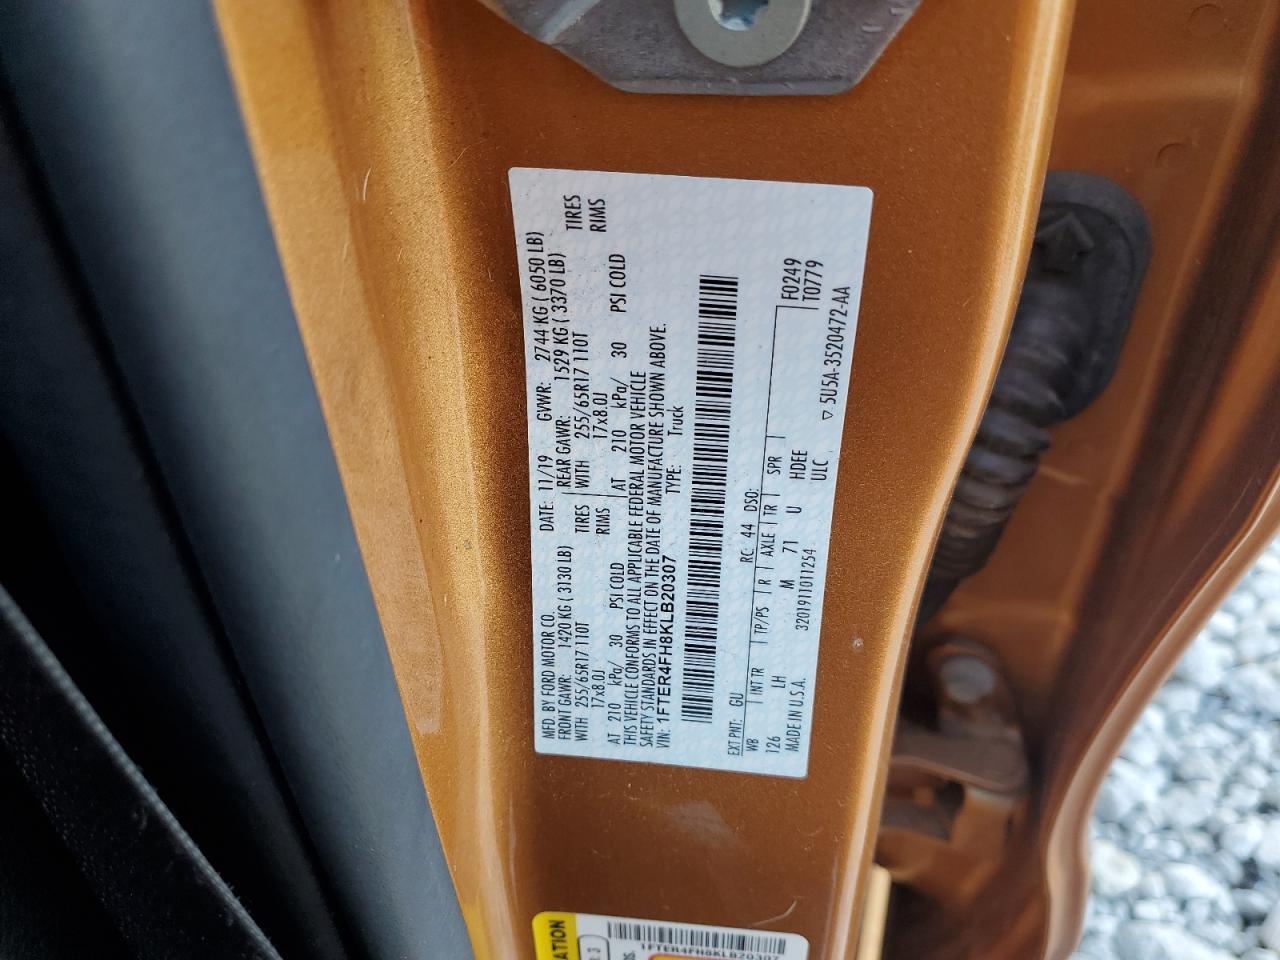 MFD. BY FORD MOTOR CO.
DATE: 11/19 GVWR: 2744 KG ( 6050 LB)
FRONT GAWR: 1420 KG ( 3130 LB) REAR GAWR: 1529 KG ( 3370 LB)
WITH 255/65R17 110T TIRES WITH 255/65R17 110T TIRES
17x8.0J RIMS 17x8.0J RIMS
AT 210 kPa/ 30 PSI COLD AT 210 kPa/ 30 PSI COLD
THIS VEHICLE CONFORMS TO ALL APPLICABLE FEDERAL MOTOR VEHICLE
SAFETY STANDARDS IN EFFECT ON THE DATE OF MANUFACTURE SHOWN ABOVE.
VIN: 1FTER4FH8KLB20307 TYPE: Truck
EXT PNT: GU RC: 44 DSO: F0249
WB INT TR TP/PS R AXLE TR SPR T0779
126 LH M 71 U HDEE
MADE IN U.S.A. 3201911011254 ULC ▽ 5U5A-3520472-AA
1FTER4FH8KLB20307